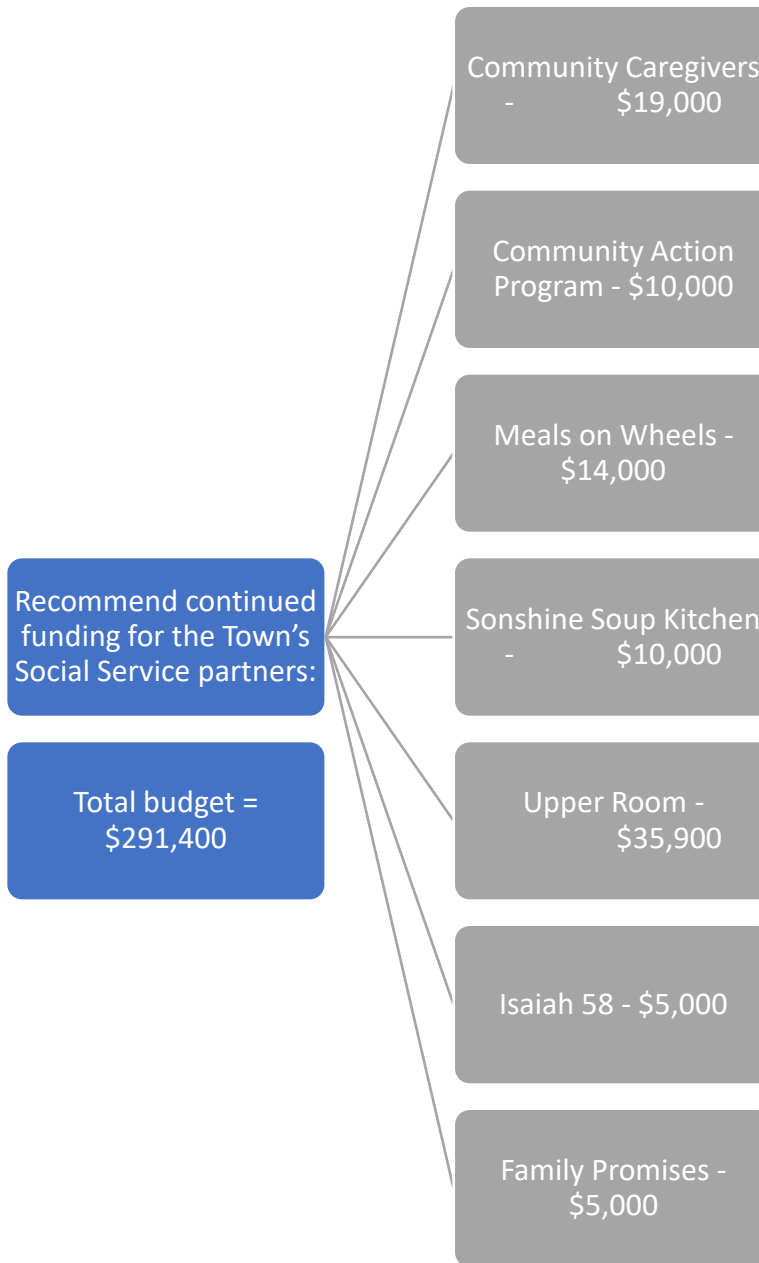 Recommend continued
funding for the Town's
Social Service partners:
Total budget =
$291,400
Community Caregivers
- $19,000
Community Action
Program - $10,000
Meals on Wheels -
$14,000
Sonshine Soup Kitchen
- $10,000
Upper Room -
$35,900
Isaiah 58 - $5,000
Family Promises -
$5,000